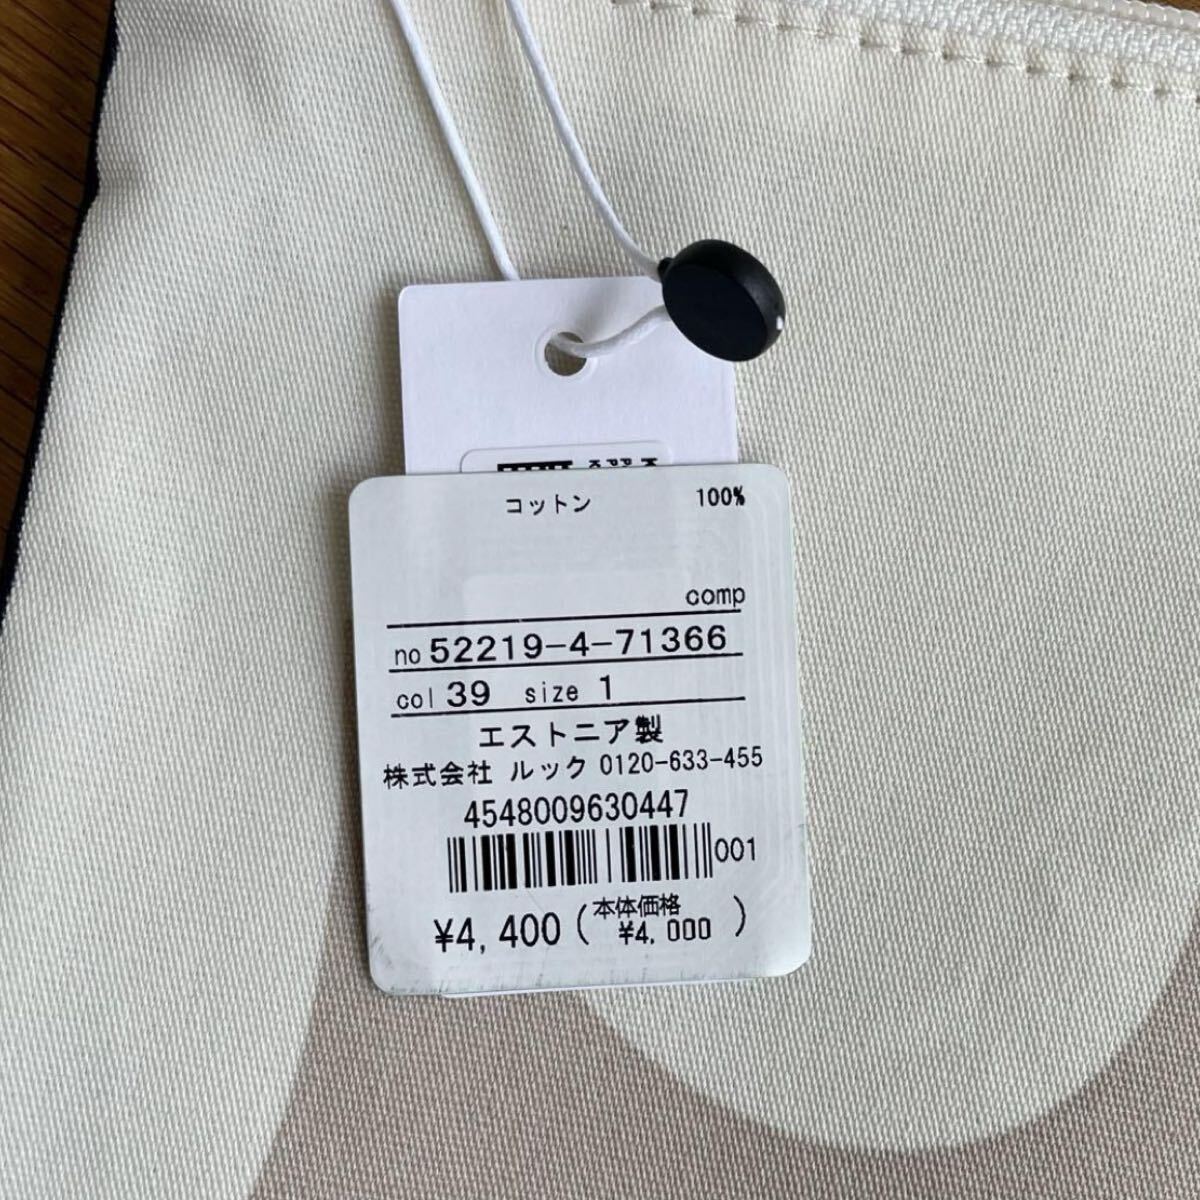 コットン 100%
comp
no 52219-4-71366
col 39 size 1
エストニア製
株式会社 ルック 0120-633-455
4548009630447
001
¥4,400 (本体価格 ¥4,000 )